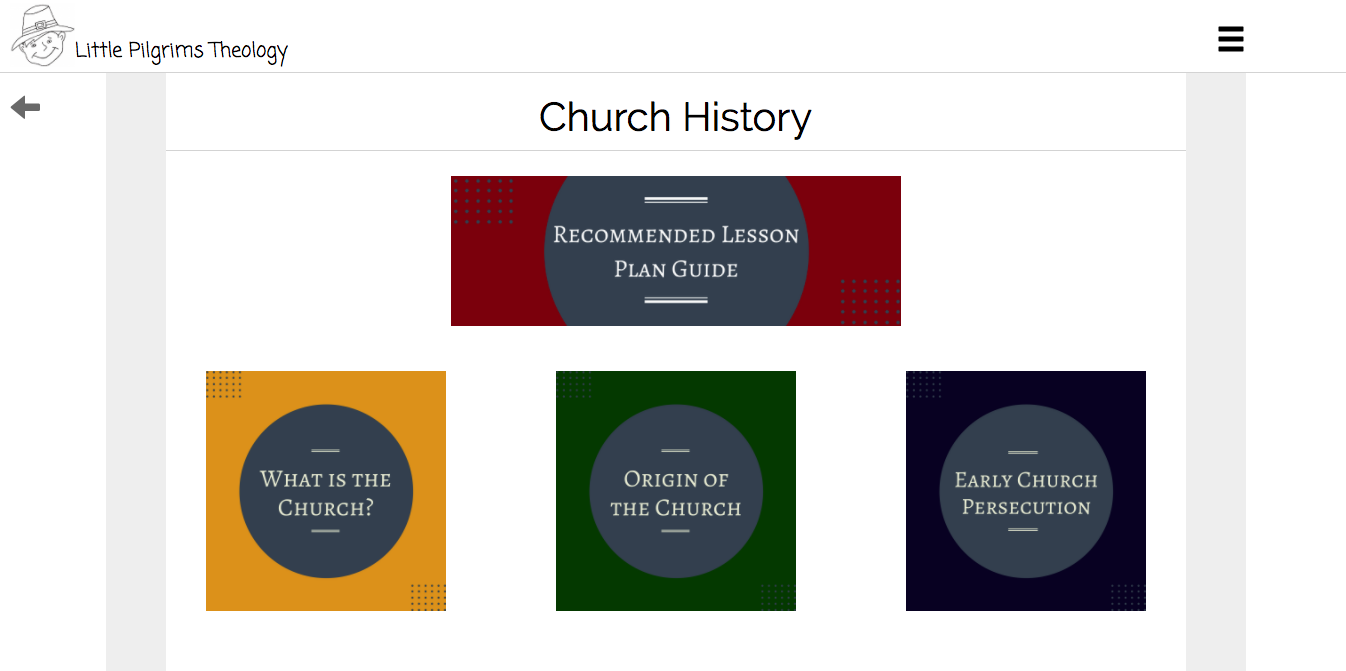 Little Pilgrims Theology
Church History
Recommended Lesson
Plan Guide
What is the
Church?
Origin of
the Church
Early Church
Persecution